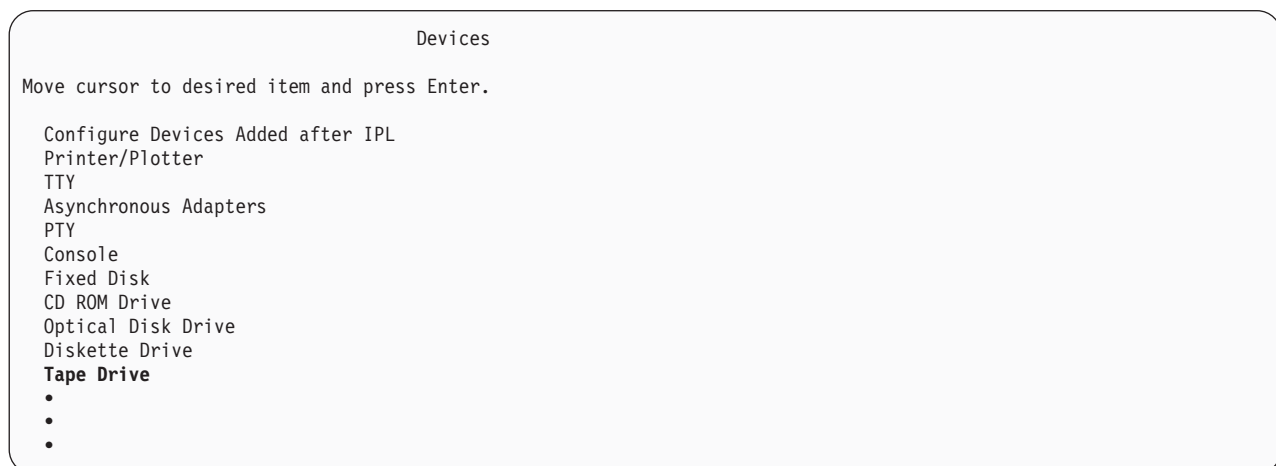 Devices
Move cursor to desired item and press Enter.
Configure Devices Added after IPL
Printer/Plotter
TTY
Asynchronous Adapters
PTY
Console
Fixed Disk
CD ROM Drive
Optical Disk Drive
Diskette Drive
Tape Drive
•
•
•